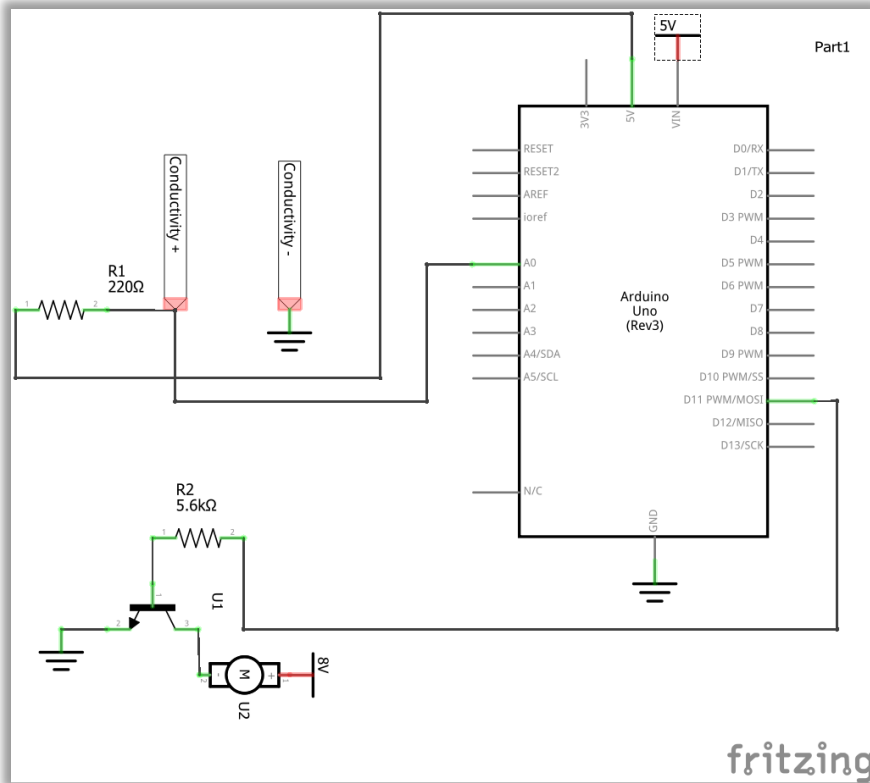 5V
Part1
3V3
5V
VIN
RESET
RESET2
AREF
ioref
A0
A1
A2
A3
A4/SDA
A5/SCL
N/C
D0/RX
D1/TX
D2
D3 PWM
D4
D5 PWM
D6 PWM
D7
D8
D9 PWM
D10 PWM/SS
D11 PWM/MOSI
D12/MISO
D13/SCK
Arduino
Uno
(Rev3)
GND
Conductivity +
Conductivity -
R1
220Ω
1
2
R2
5.6kΩ
1
2
U1
1
2
3
M
-
+
2
1
8V
U2
fritzing